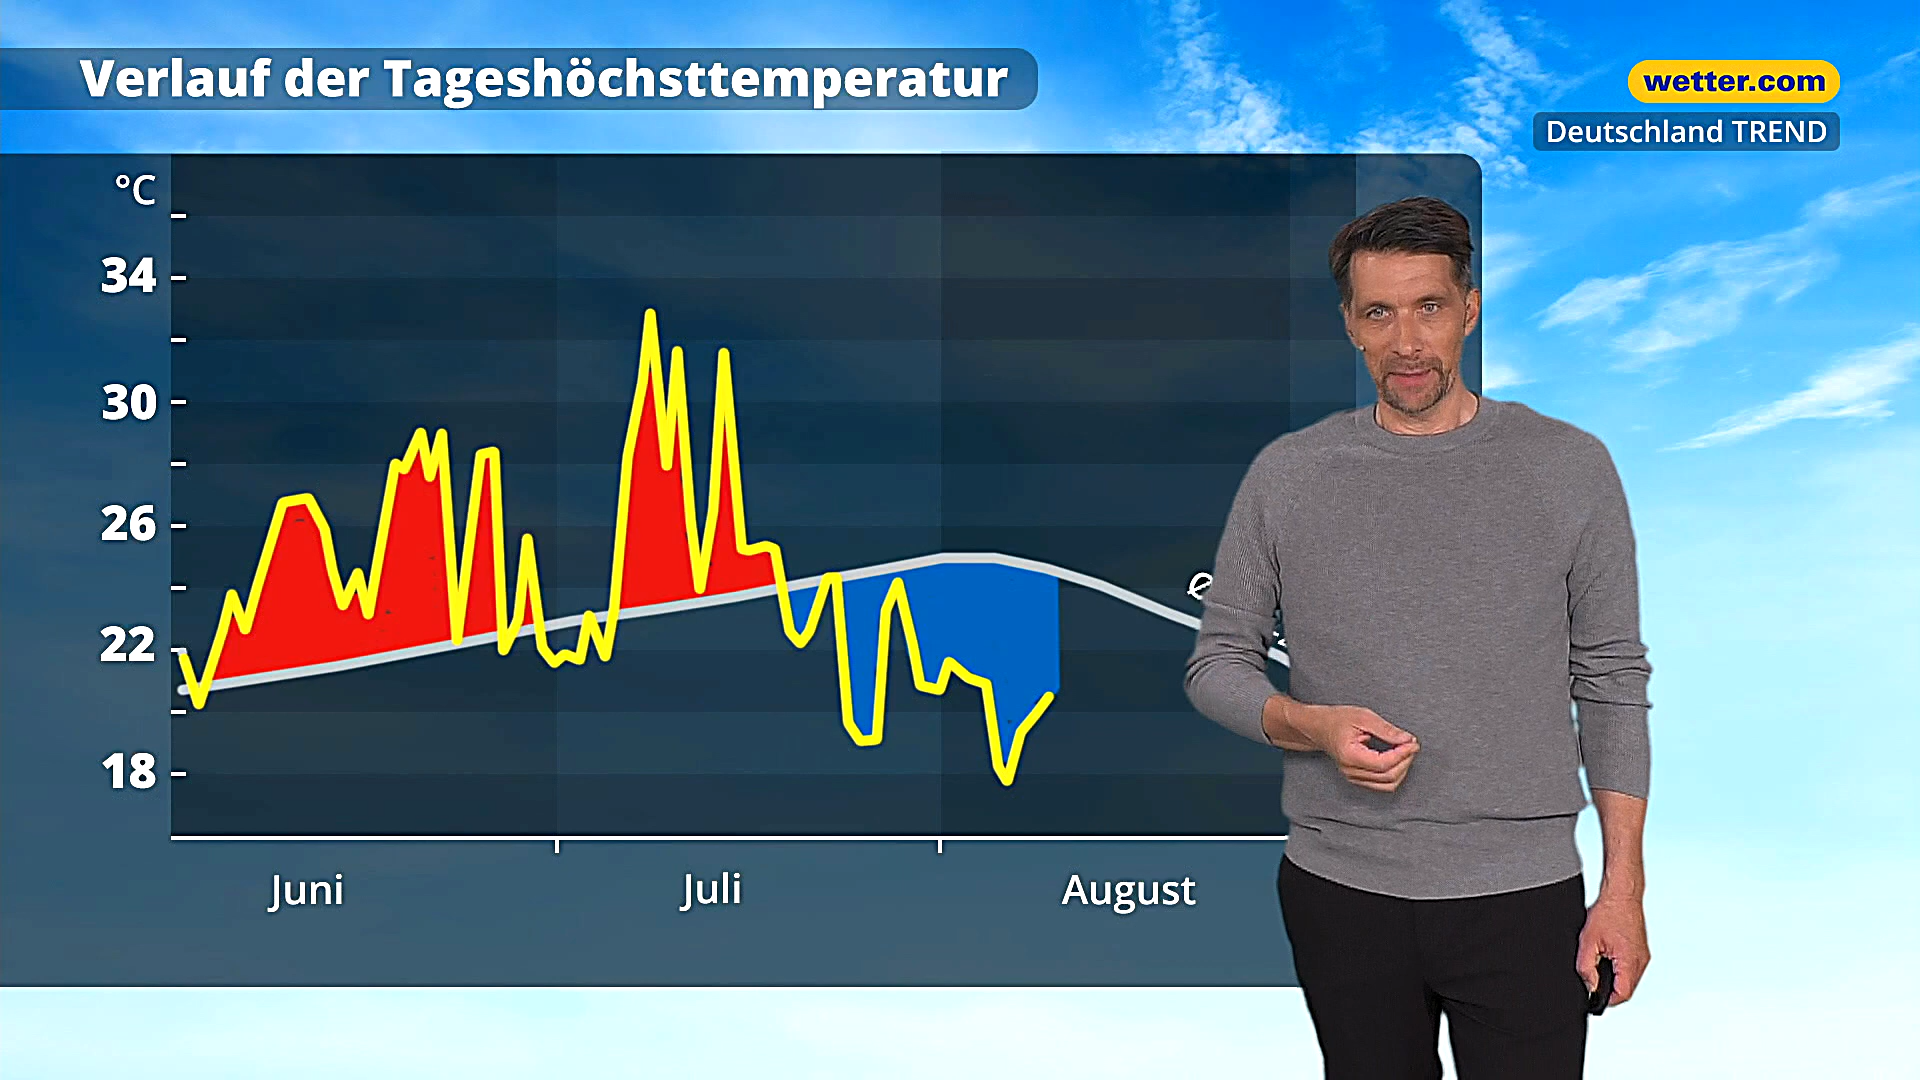 Verlauf der Tageshöchsttemperatur
wetter.com
Deutschland TREND
°C
34
30
26
22
18
Ø
Juni
Juli
August